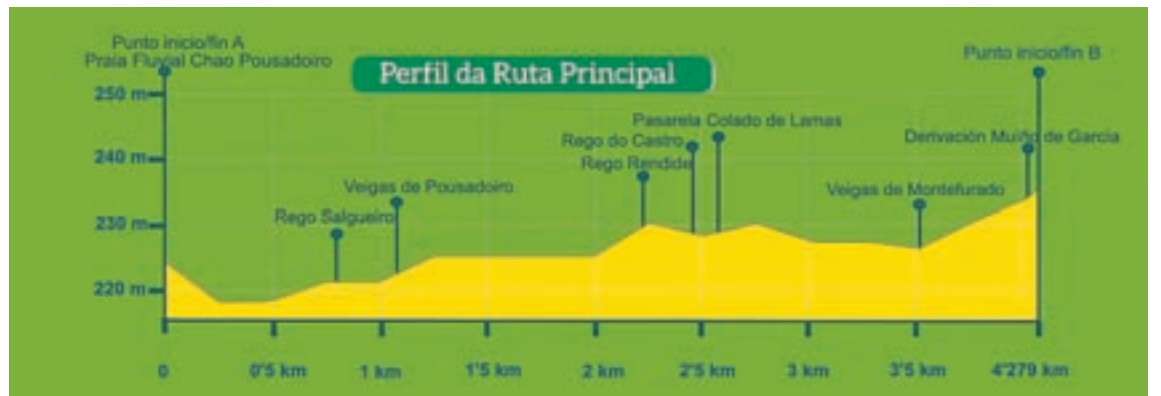 Punto inicio/fin A
Praia Fluvial Chao Pousadoiro
Perfil da Ruta Principal
Punto inicio/fin B
250 m
Pasarela Colado de Lamas
Rego do Castro
Derivación Muiño de Garcia
240 m
Rego Rendide
Veigas de Pousadoiro
Veigas de Montefurado
Rego Salgueiro
230 m
220 m
0
0'5 km
1 km
1'5 km
2 km
2'5 km
3 km
3'5 km
4'279 km